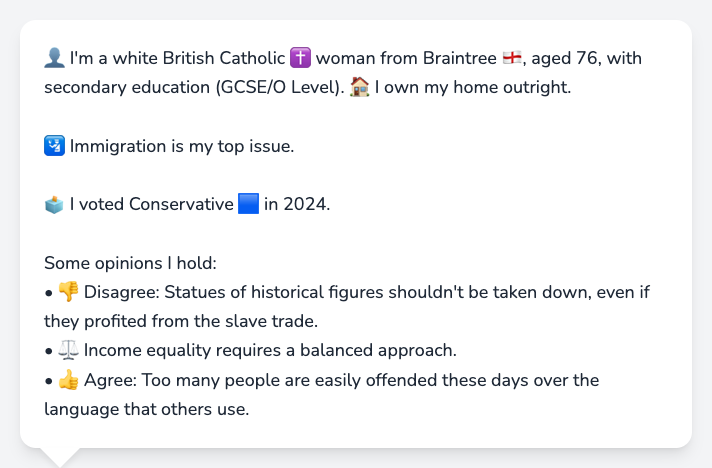 👤 I'm a white British Catholic ✝️ woman from Braintree 🏴󠁧󠁢󠁥󠁮󠁧󠁿, aged 76, with
secondary education (GCSE/O Level). 🏠 I own my home outright.
🛂 Immigration is my top issue.
🗳️ I voted Conservative 🟦 in 2024.
Some opinions I hold:
• 👎 Disagree: Statues of historical figures shouldn't be taken down, even if
they profited from the slave trade.
• ⚖️ Income equality requires a balanced approach.
• 👍 Agree: Too many people are easily offended these days over the
language that others use.